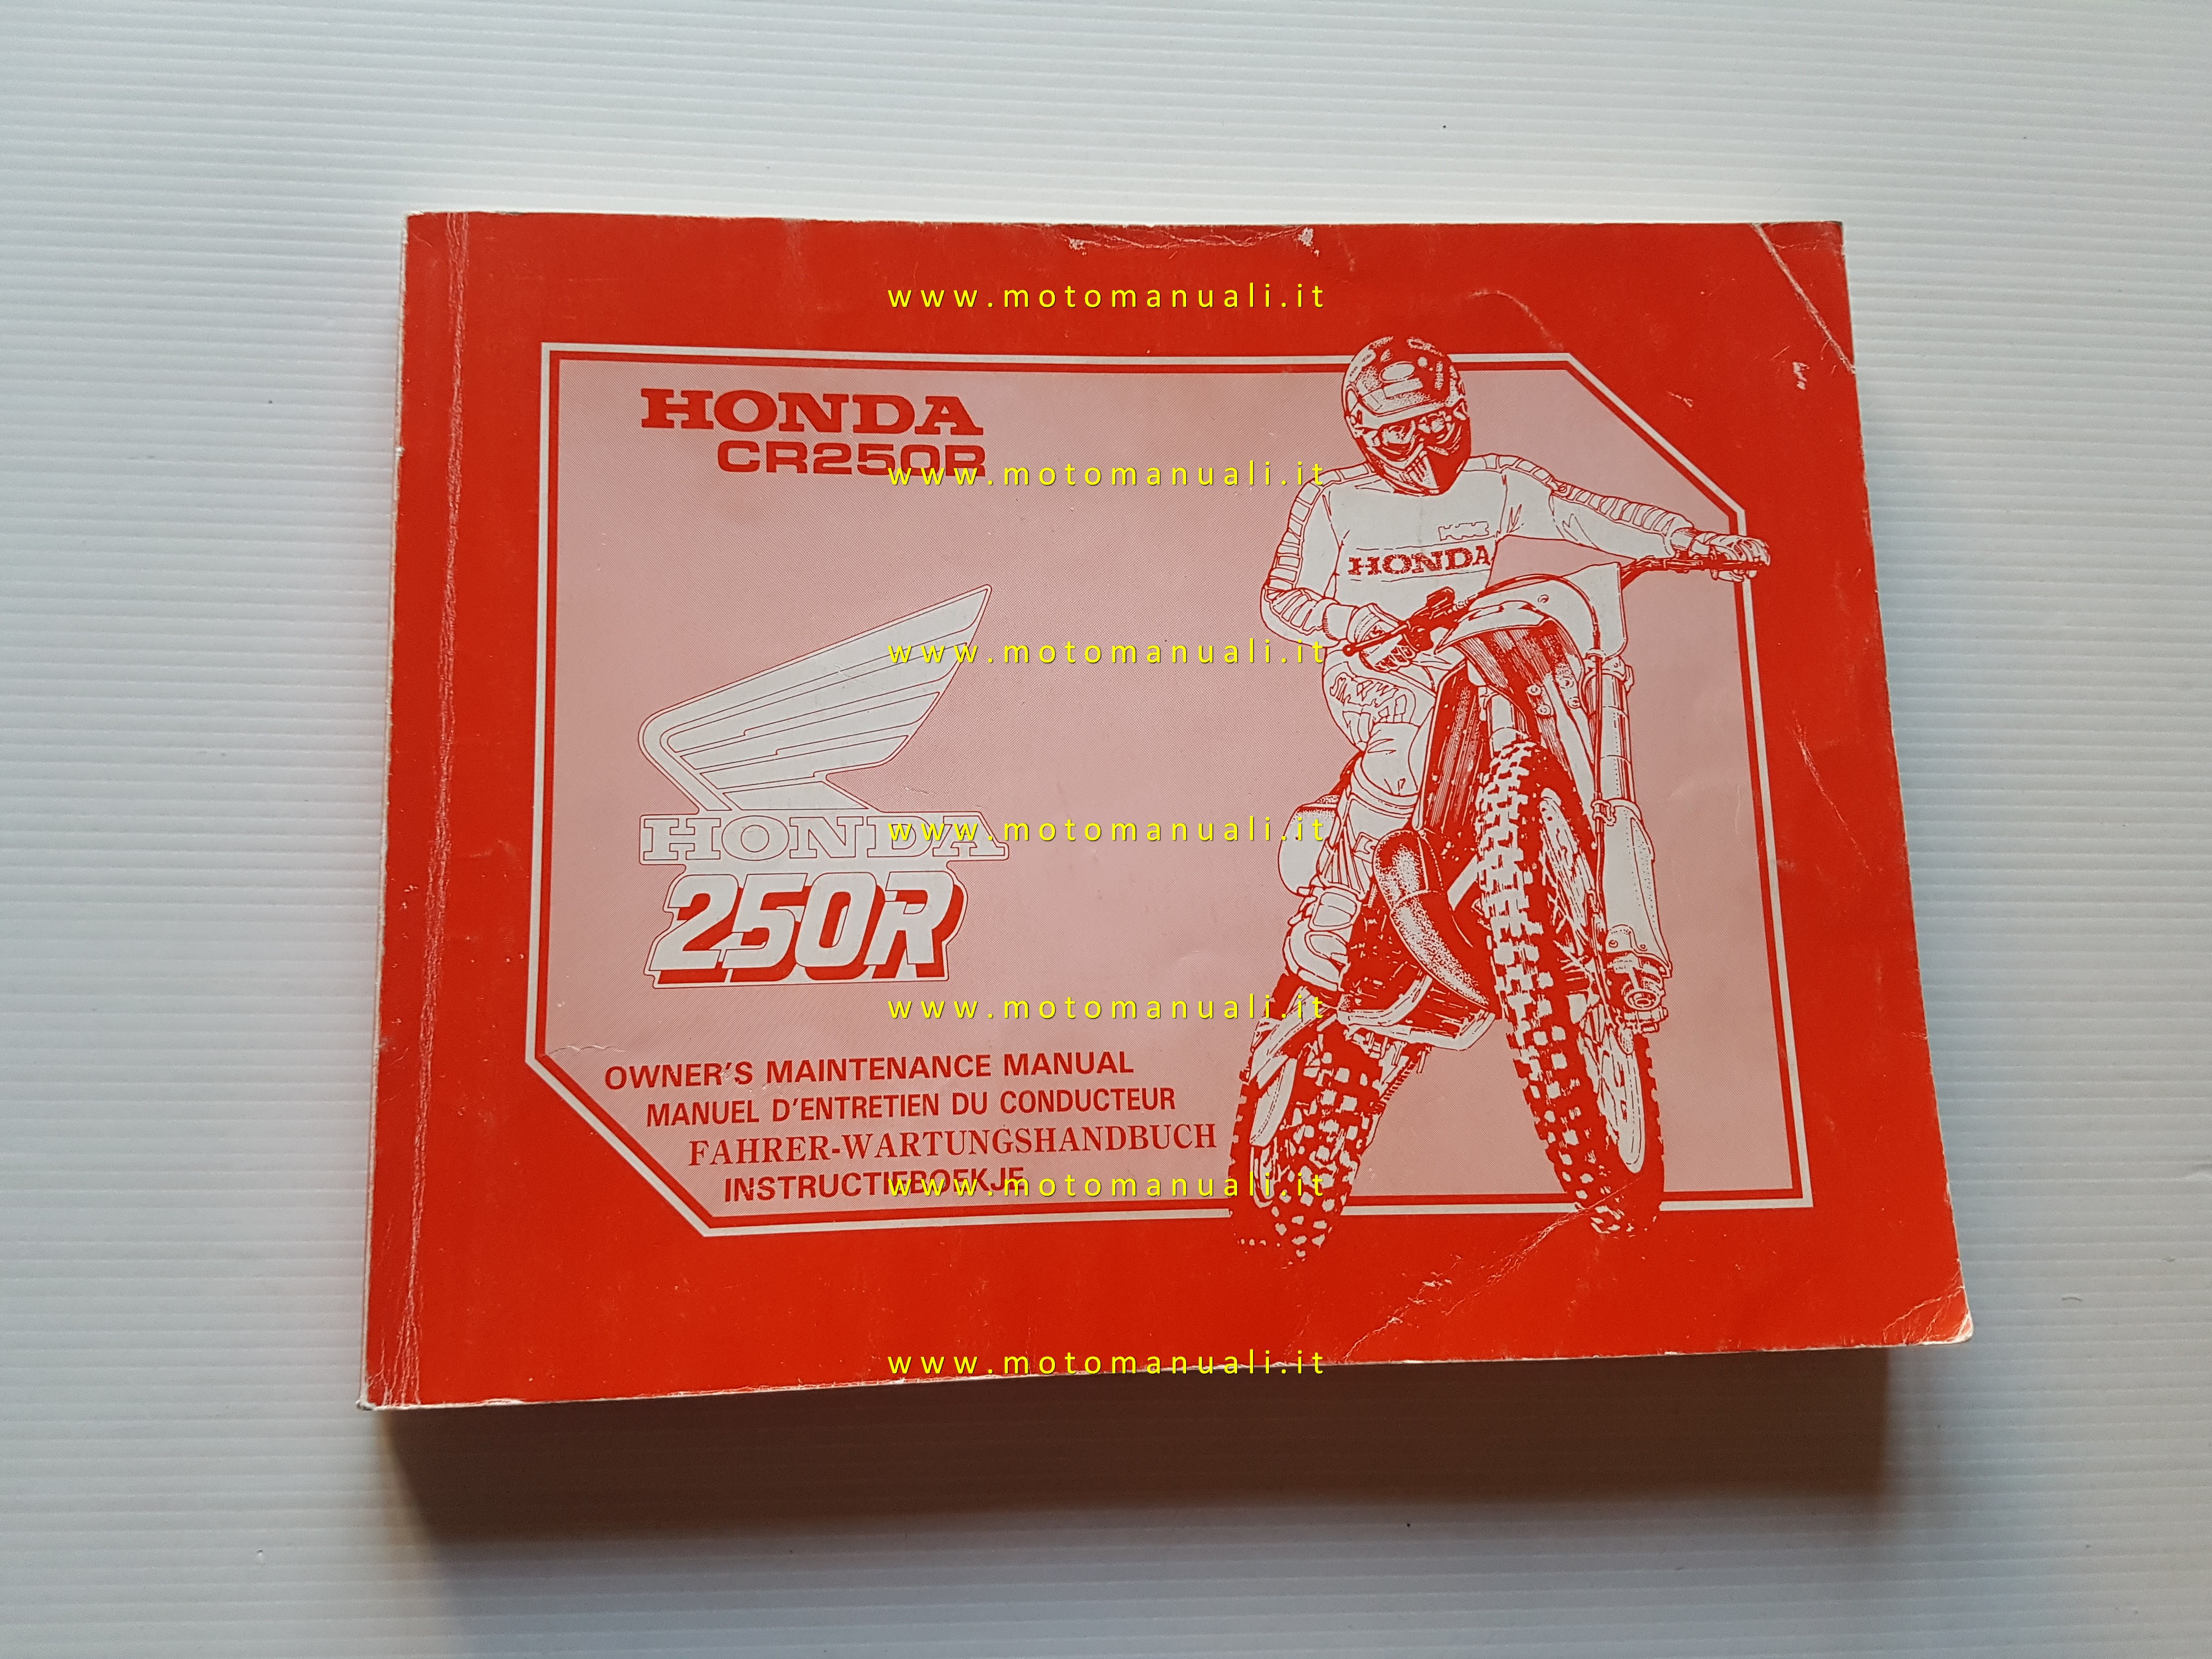 www.motomanuali.it
HONDA
CR250R
www.motomanuali.it
HONDA
www.motomanuali.it
HONDA
www.motomanuali.it
250R
www.motomanuali.it
OWNER'S MAINTENANCE MANUAL
MANUEL D'ENTRETIEN DU CONDUCTEUR
FAHRER-WARTUNGSHANDBUCH
INSTRUCTIEBOEKJE
www.motomanuali.it
www.motomanuali.it